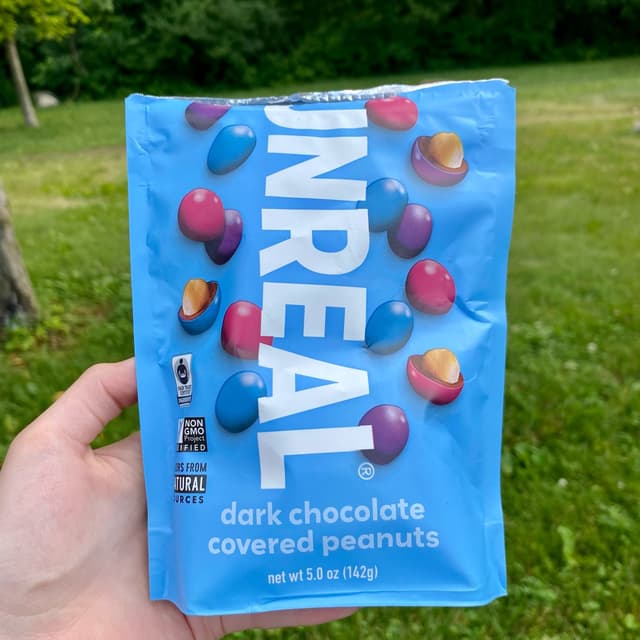 UNREAL®
NON
GMO
Project
IFIED
RS FROM
TURAL
URCES
dark chocolate
covered peanuts
net wt 5.0 oz (142g)